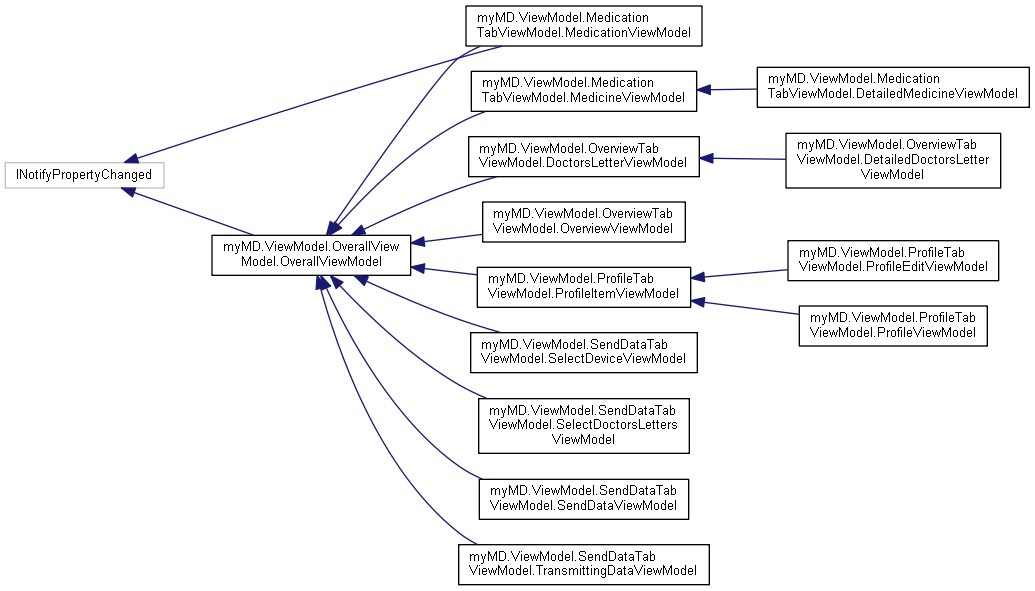 myMD.ViewModel.Medication
TabViewModel.MedicationViewModel
myMD.ViewModel.Medication
TabViewModel.MedicineViewModel
myMD.ViewModel.Medication
TabViewModel.DetailedMedicineViewModel
myMD.ViewModel.OverviewTab
ViewModel.DoctorsLetterViewModel
myMD.ViewModel.OverviewTab
ViewModel.DetailedDoctorsLetter
ViewModel
INotifyPropertyChanged
myMD.ViewModel.OverviewTab
ViewModel.OverviewViewModel
myMD.ViewModel.OverallView
Model.OverallViewModel
myMD.ViewModel.ProfileTab
ViewModel.ProfileEditViewModel
myMD.ViewModel.ProfileTab
ViewModel.ProfileItemViewModel
myMD.ViewModel.ProfileTab
ViewModel.ProfileViewModel
myMD.ViewModel.SendDataTab
ViewModel.SelectDeviceViewModel
myMD.ViewModel.SendDataTab
ViewModel.SelectDoctorsLetters
ViewModel
myMD.ViewModel.SendDataTab
ViewModel.SendDataViewModel
myMD.ViewModel.SendDataTab
ViewModel.TransmittingDataViewModel